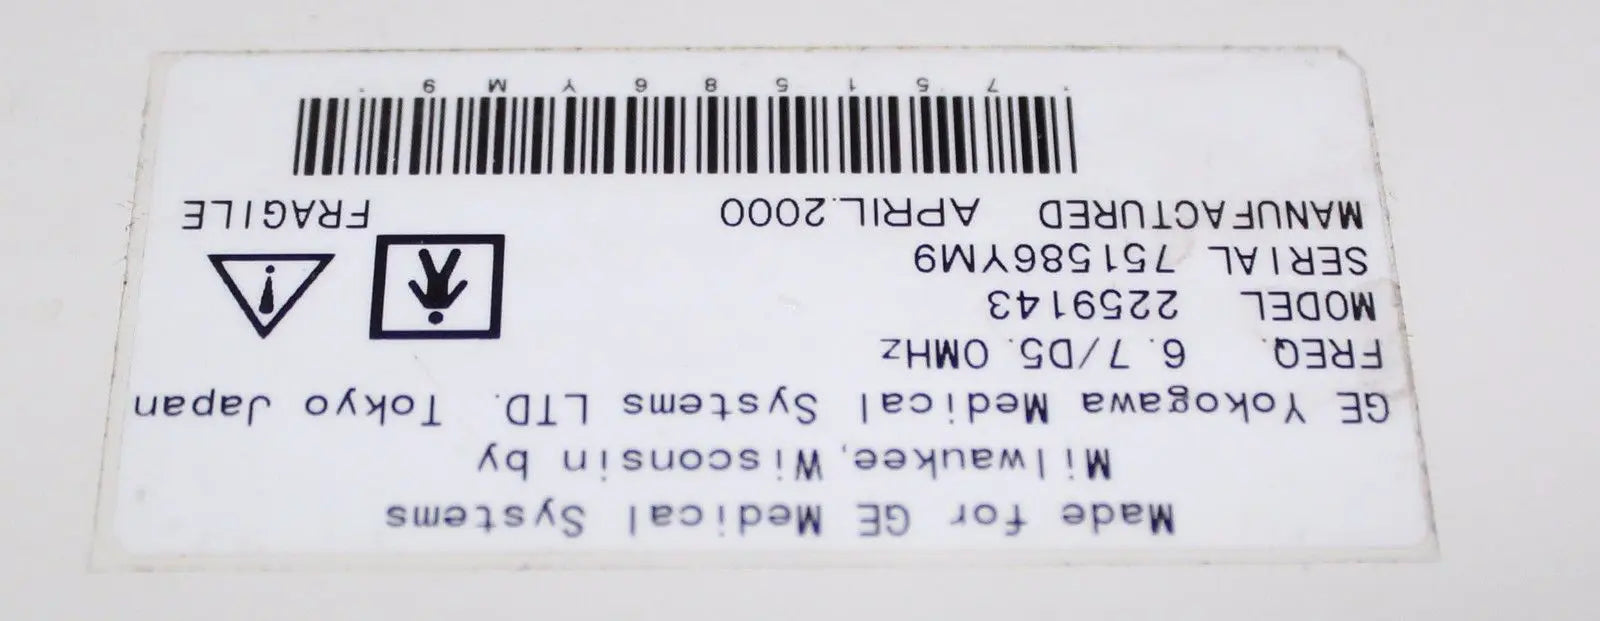 Made for GE Medical Systems
Milwaukee, Wisconsin by
GE Yokogawa Medical Systems LTD. Tokyo Japan
FREQ. 6.7/D5.0MHz
MODEL 2259143
SERIAL 751586YM9
MANUFACTURED APRIL.2000
FRAGILE
*751586YM9*